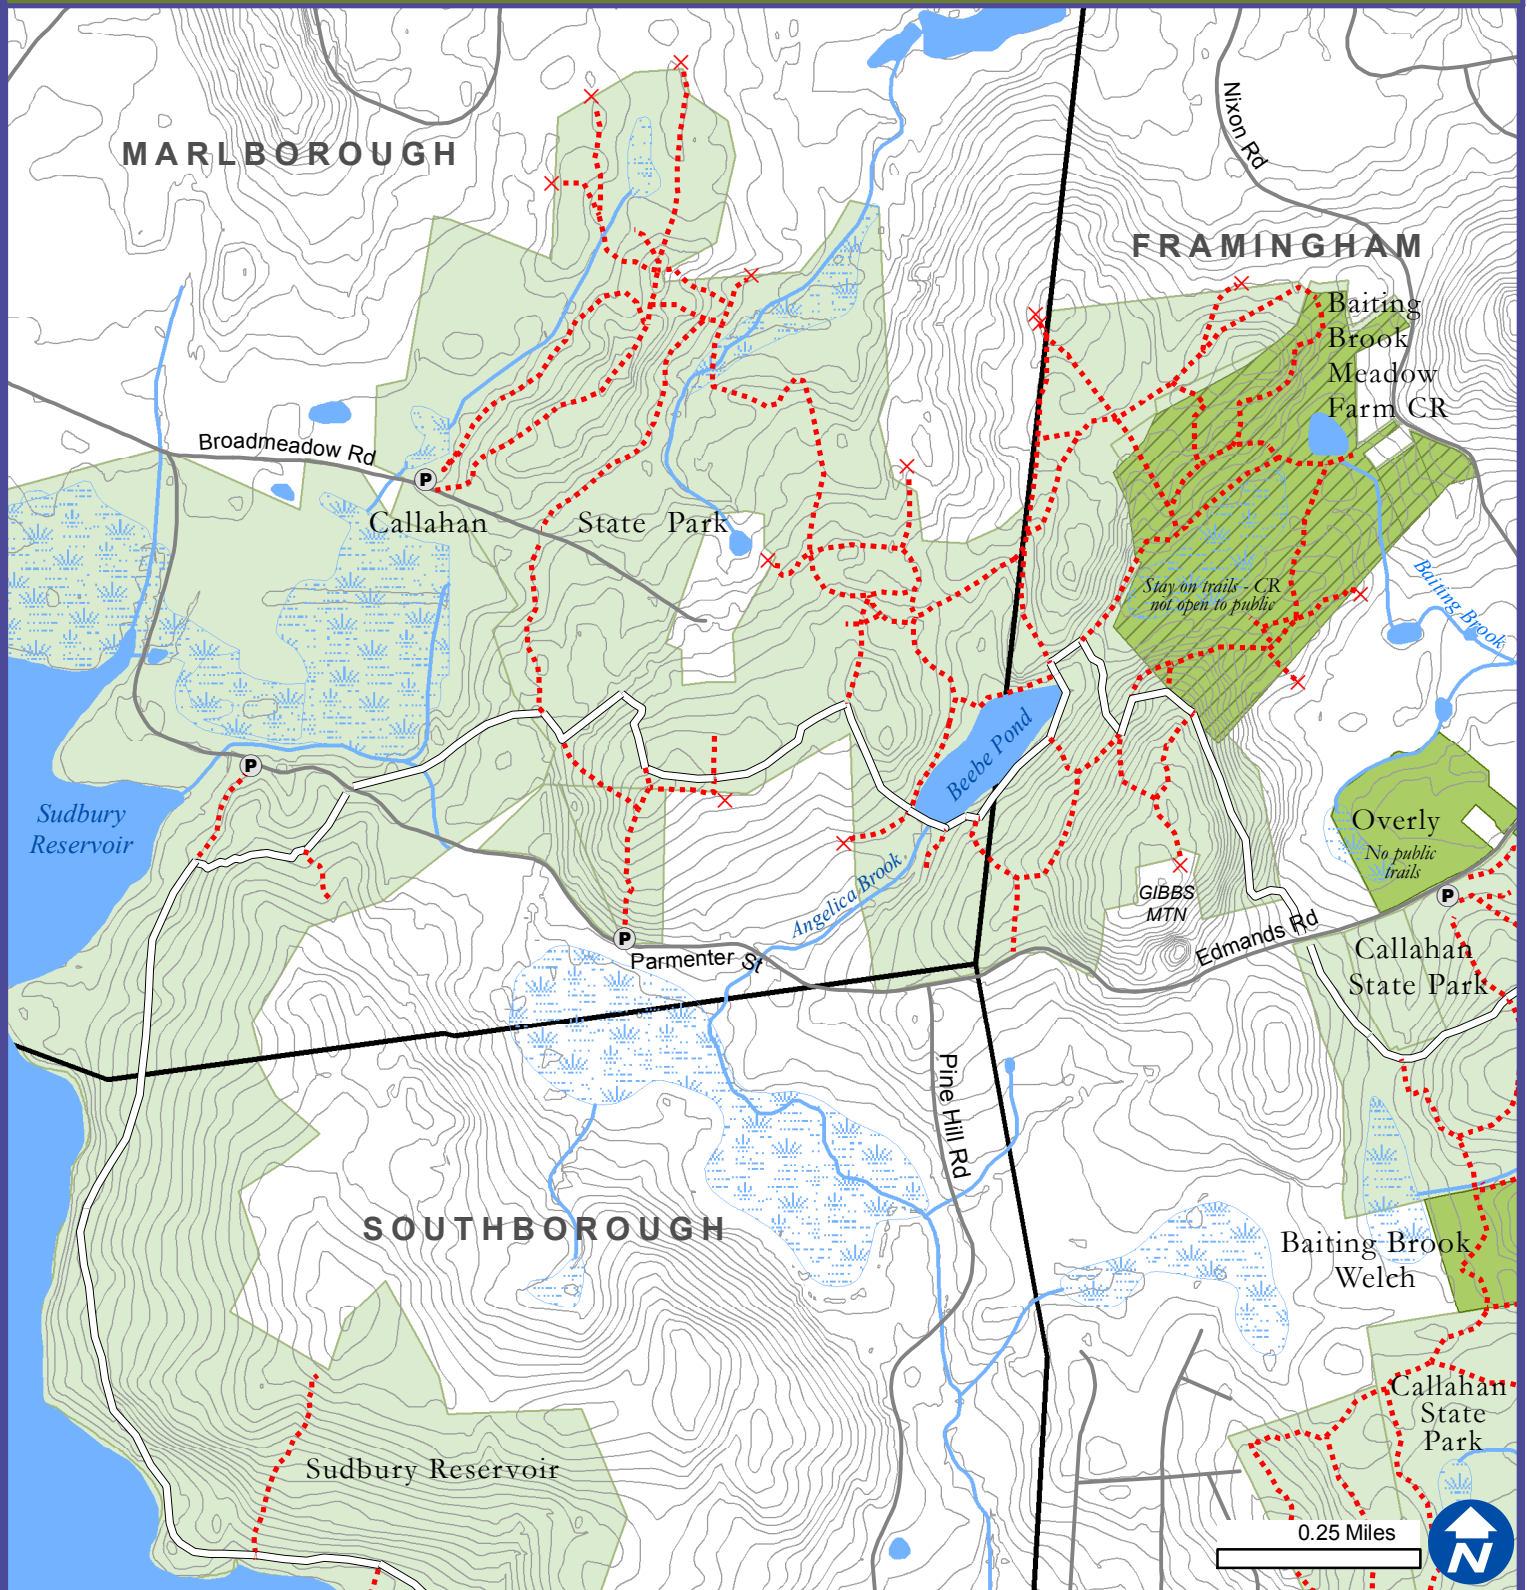 MARLBOROUGH
Nixon Rd
FRAMINGHAM
Baiting
Brook
Meadow
Farm CR
Broadmeadow Rd
P
Callahan State Park
Stay on trails - CR
not open to public
Baiting Brook
Beebe Pond
P
Sudbury
Reservoir
Overly
No public
trails
P
GIBBS
MTN
Angelica Brook
Edmands Rd
P
Parmenter St
Callahan
State Park
Pine Hill Rd
SOUTHBOROUGH
Baiting Brook
Welch
Callahan
State
Park
Sudbury Reservoir
0.25 Miles
N